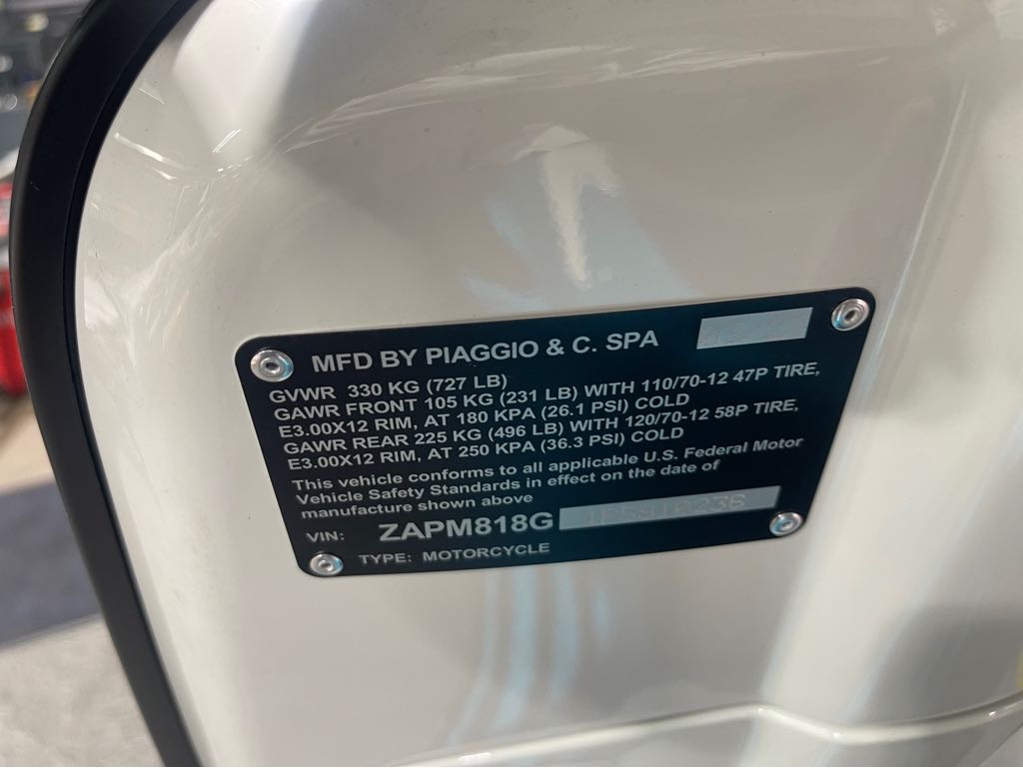 MFD BY PIAGGIO & C. SPA
GVWR 330 KG (727 LB)
GAWR FRONT 105 KG (231 LB) WITH 110/70-12 47P TIRE,
E3.00X12 RIM, AT 180 KPA (26.1 PSI) COLD
GAWR REAR 225 KG (496 LB) WITH 120/70-12 58P TIRE,
E3.00X12 RIM, AT 250 KPA (36.3 PSI) COLD
This vehicle conforms to all applicable U.S. Federal Motor
Vehicle Safety Standards in effect on the date of
manufacture shown above
VIN: ZAPM818G
TYPE: MOTORCYCLE